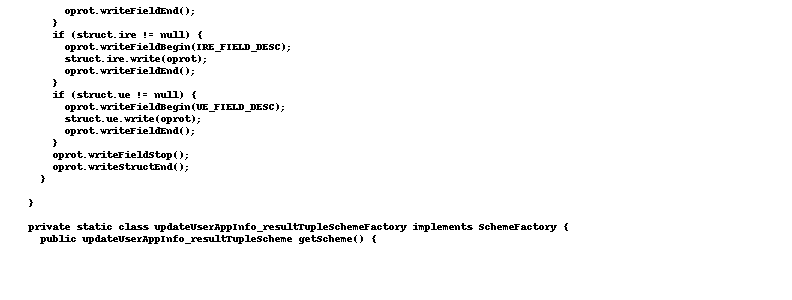 oprot.writeFieldEnd();
}
if (struct.ire != null) {
oprot.writeFieldBegin(IRE_FIELD_DESC);
struct.ire.write(oprot);
oprot.writeFieldEnd();
}
if (struct.ue != null) {
oprot.writeFieldBegin(UE_FIELD_DESC);
struct.ue.write(oprot);
oprot.writeFieldEnd();
}
oprot.writeFieldStop();
oprot.writeStructEnd();
}
}
private static class updateUserAppInfo_resultTupleSchemeFactory implements SchemeFactory {
public updateUserAppInfo_resultTupleScheme getScheme() {